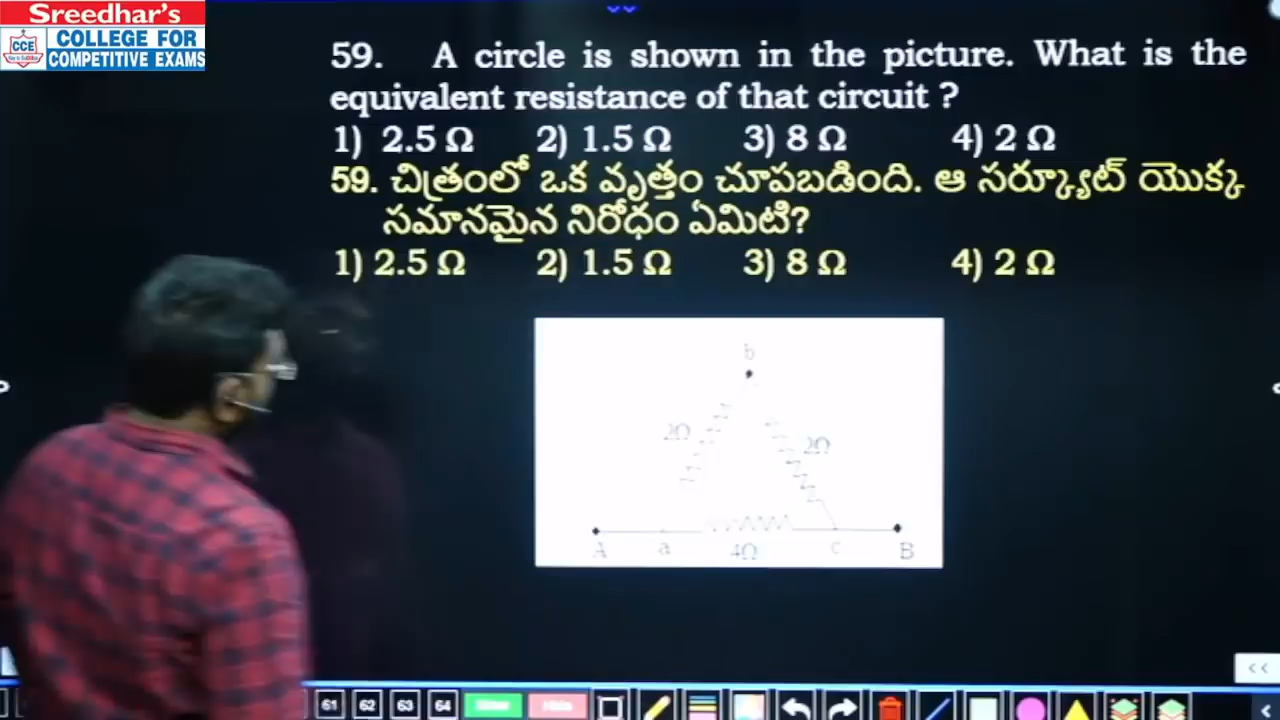 Sreedhar's
CCE
COLLEGE FOR
COMPETITIVE EXAMS
59. A circle is shown in the picture. What is the
equivalent resistance of that circuit ?
1) 2.5 Ω 2) 1.5 Ω 3) 8 Ω 4) 2 Ω
59. చిత్రంలో ఒక వృత్తం చూపబడింది. ఆ సర్క్యూట్ యొక్క
సమానమైన నిరోధం ఏమిటి?
1) 2.5 Ω 2) 1.5 Ω 3) 8 Ω 4) 2 Ω
b
2Ω 2Ω
A a 4Ω c B
61 62 63 64
<<